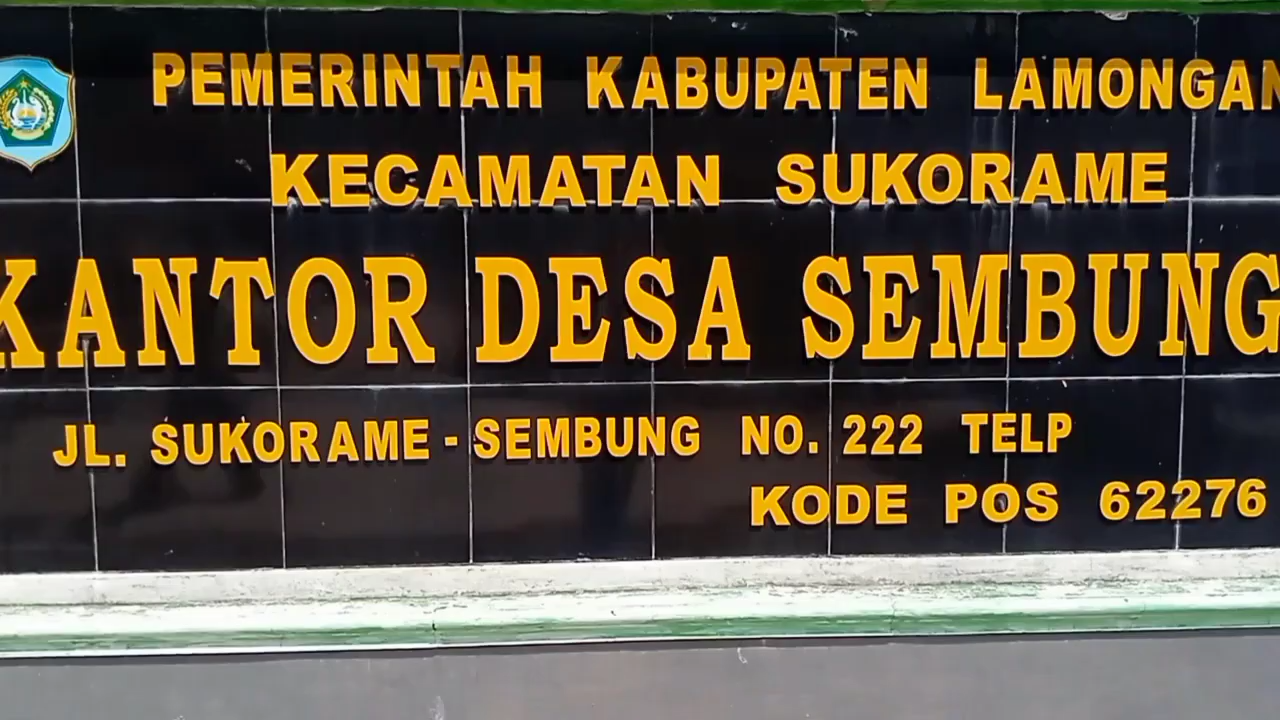 PEMERINTAH KABUPATEN LAMONGAN
KECAMATAN SUKORAME
KANTOR DESA SEMBUNG
JL. SUKORAME - SEMBUNG NO. 222 TELP
KODE POS 62276